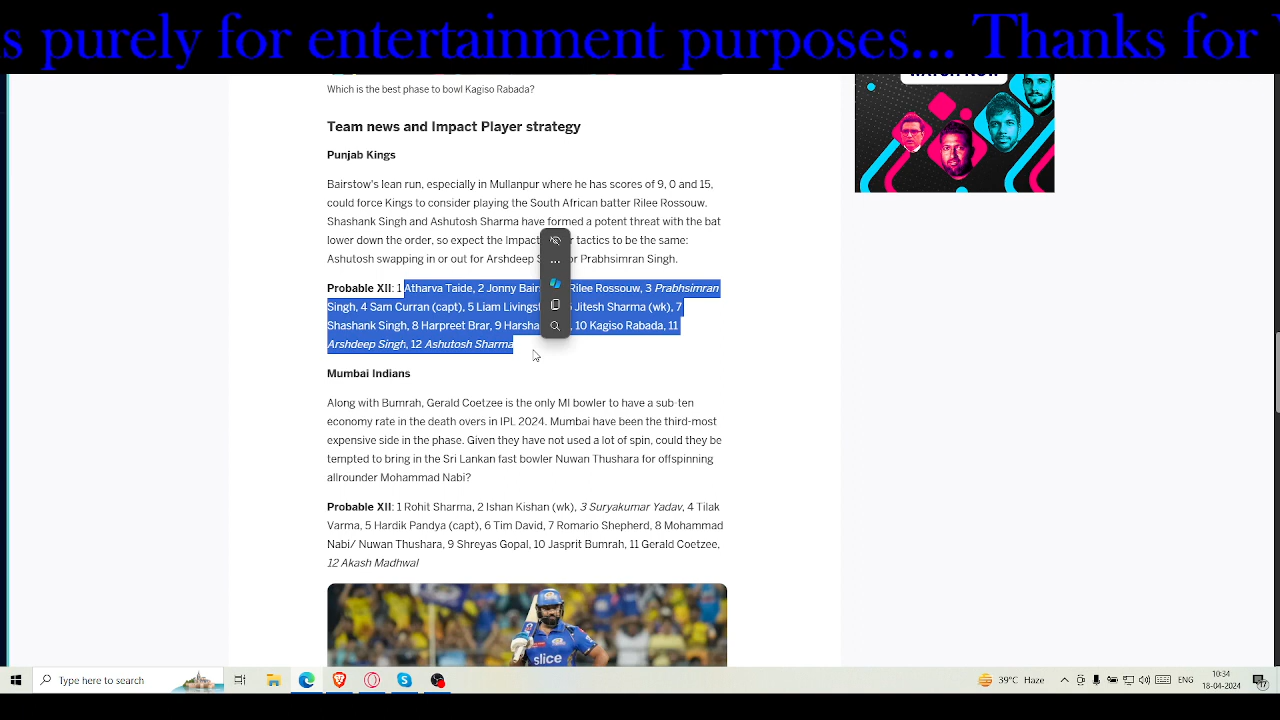 s purely for entertainment purposes... Thanks for
Which is the best phase to bowl Kagiso Rabada?
Team news and Impact Player strategy
Punjab Kings
Bairstow's lean run, especially in Mullanpur where he has scores of 9, 0 and 15,
could force Kings to consider playing the South African batter Rilee Rossouw.
Shashank Singh and Ashutosh Sharma have formed a potent threat with the bat
lower down the order, so expect the Impact tactics to be the same:
Ashutosh swapping in or out for Arshdeep Prabhsimran Singh.
Probable XII: 1 Atharva Taide, 2 Jonny Rilee Rossouw, 3 Prabhsimran
Singh, 4 Sam Curran (capt), 5 Liam Jitesh Sharma (wk), 7
Shashank Singh, 8 Harpreet Brar, 9 10 Kagiso Rabada, 11
Arshdeep Singh, 12 Ashutosh Sharma
Mumbai Indians
Along with Bumrah, Gerald Coetzee is the only MI bowler to have a sub-ten
economy rate in the death overs in IPL 2024. Mumbai have been the third-most
expensive side in the phase. Given they have not used a lot of spin, could they be
tempted to bring in the Sri Lankan fast bowler Nuwan Thushara for offspinning
allrounder Mohammad Nabi?
Probable XII: 1 Rohit Sharma, 2 Ishan Kishan (wk), 3 Suryakumar Yadav, 4 Tilak
Varma, 5 Hardik Pandya (capt), 6 Tim David, 7 Romario Shepherd, 8 Mohammad
Nabi/ Nuwan Thushara, 9 Shreyas Gopal, 10 Jasprit Bumrah, 11 Gerald Coetzee,
12 Akash Madhwal
slice
Type here to search
39°C Haze
ENG
10:34
18-04-2024